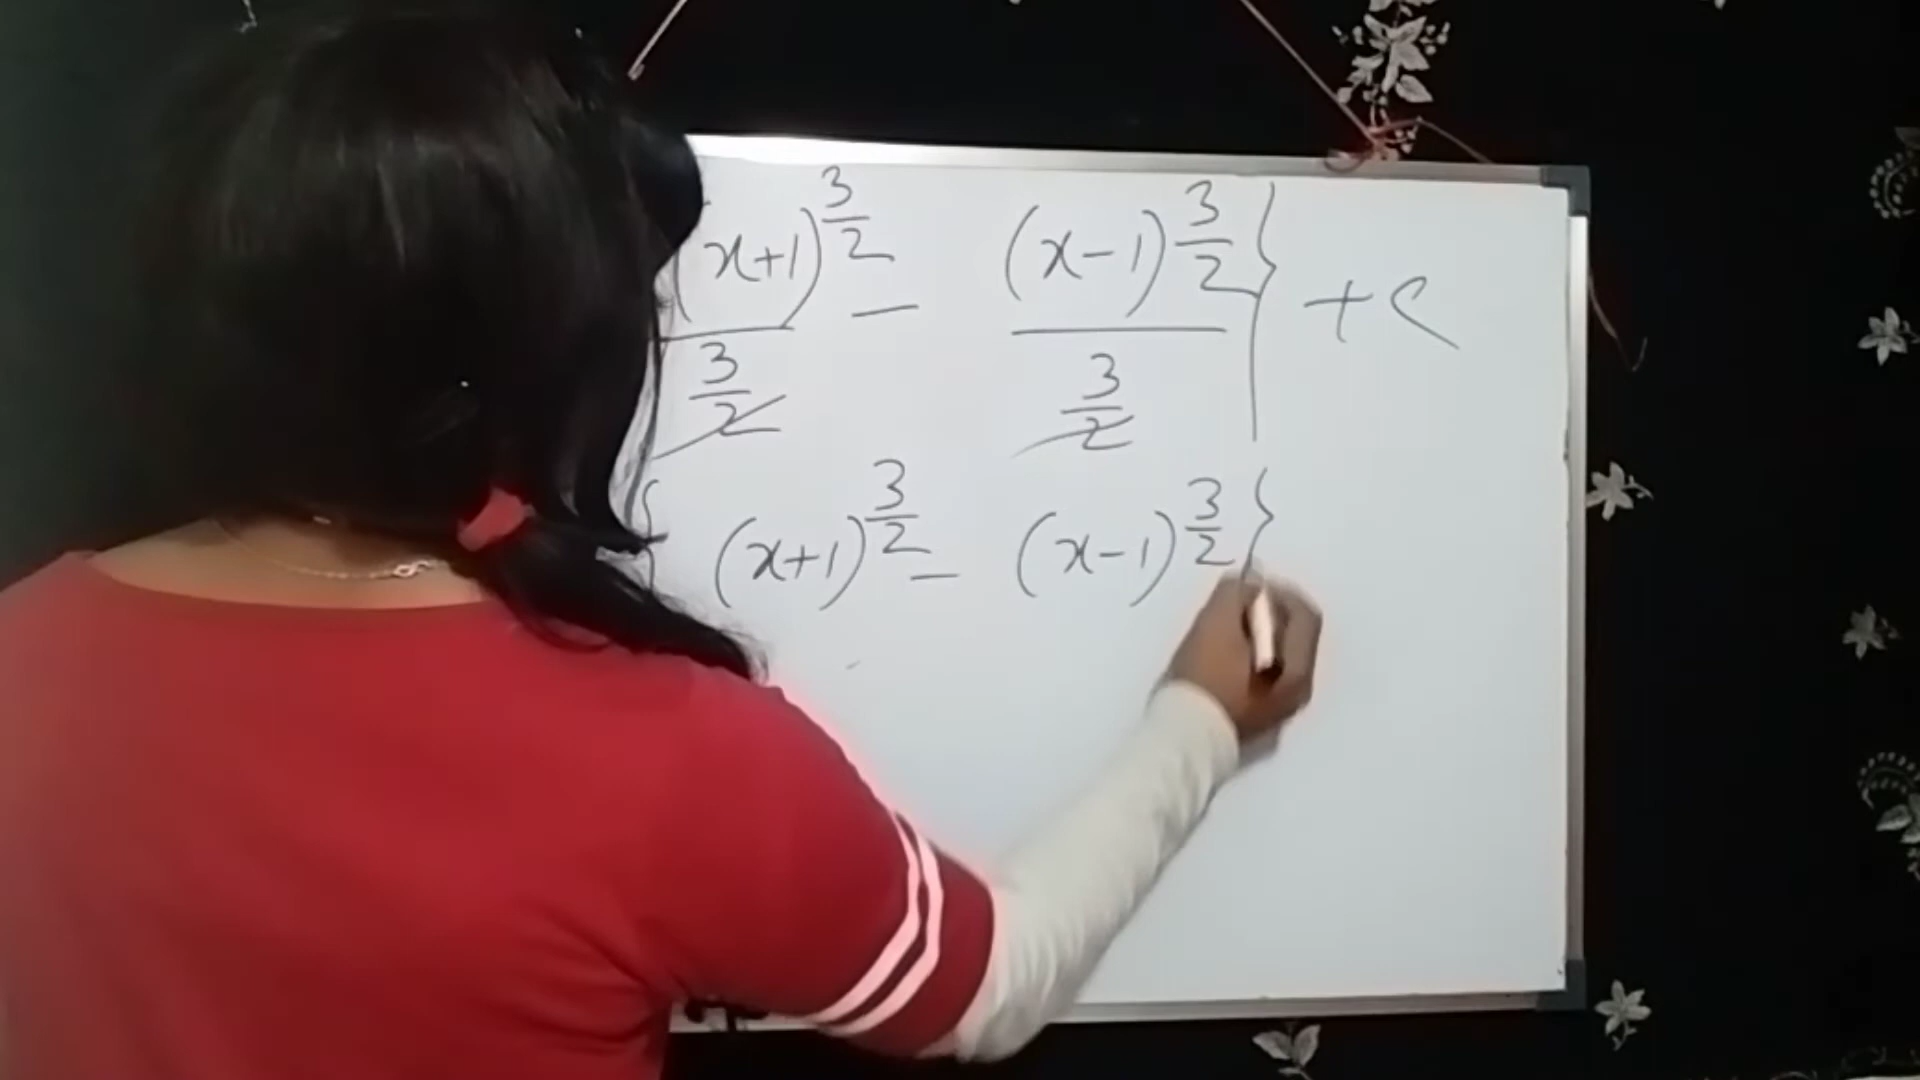 (x+1)^{3/2} / (3/2) − (x−1)^{3/2} / (3/2) } + c
{ (x+1)^{3/2} − (x−1)^{3/2} }